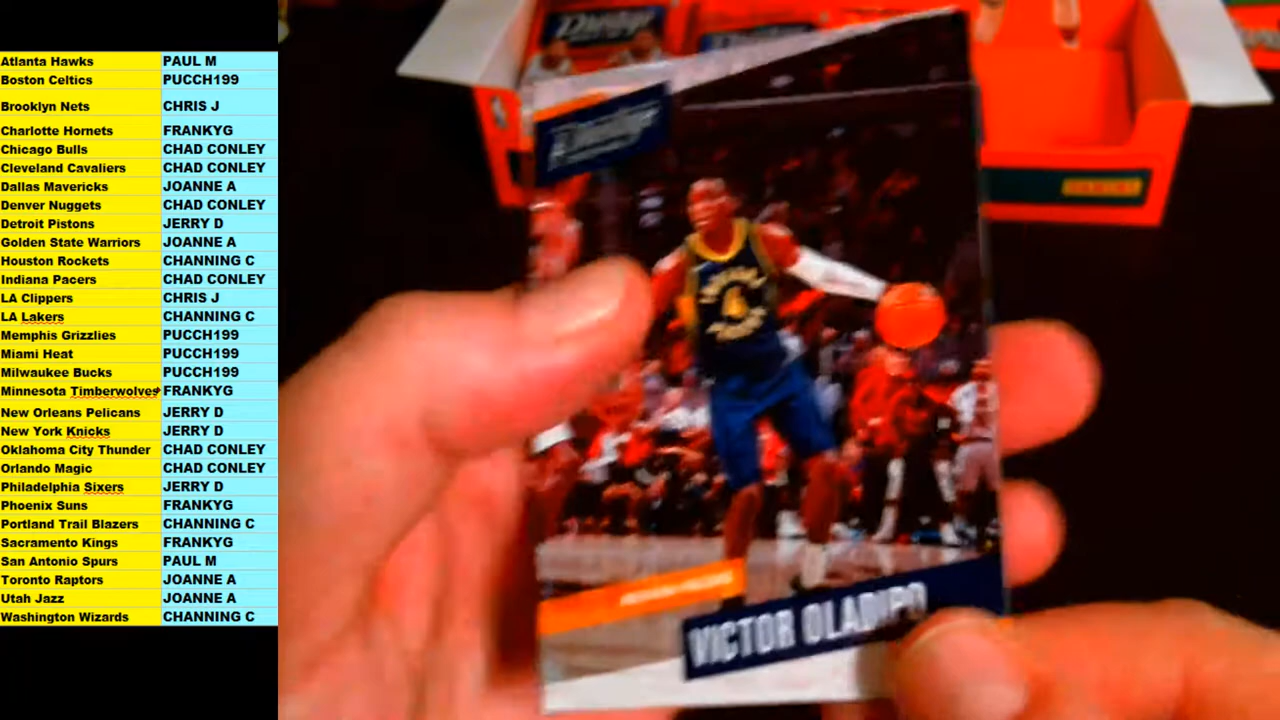 Atlanta Hawks PAUL M
Boston Celtics PUCCH199
Brooklyn Nets CHRIS J
Charlotte Hornets FRANKYG
Chicago Bulls CHAD CONLEY
Cleveland Cavaliers CHAD CONLEY
Dallas Mavericks JOANNE A
Denver Nuggets CHAD CONLEY
Detroit Pistons JERRY D
Golden State Warriors JOANNE A
Houston Rockets CHANNING C
Indiana Pacers CHAD CONLEY
LA Clippers CHRIS J
LA Lakers CHANNING C
Memphis Grizzlies PUCCH199
Miami Heat PUCCH199
Milwaukee Bucks PUCCH199
Minnesota Timberwolves FRANKYG
New Orleans Pelicans JERRY D
New York Knicks JERRY D
Oklahoma City Thunder CHAD CONLEY
Orlando Magic CHAD CONLEY
Philadelphia Sixers JERRY D
Phoenix Suns FRANKYG
Portland Trail Blazers CHANNING C
Sacramento Kings FRANKYG
San Antonio Spurs PAUL M
Toronto Raptors JOANNE A
Utah Jazz JOANNE A
Washington Wizards CHANNING C
Prestige
PANINI
4
VICTOR OLADIPO